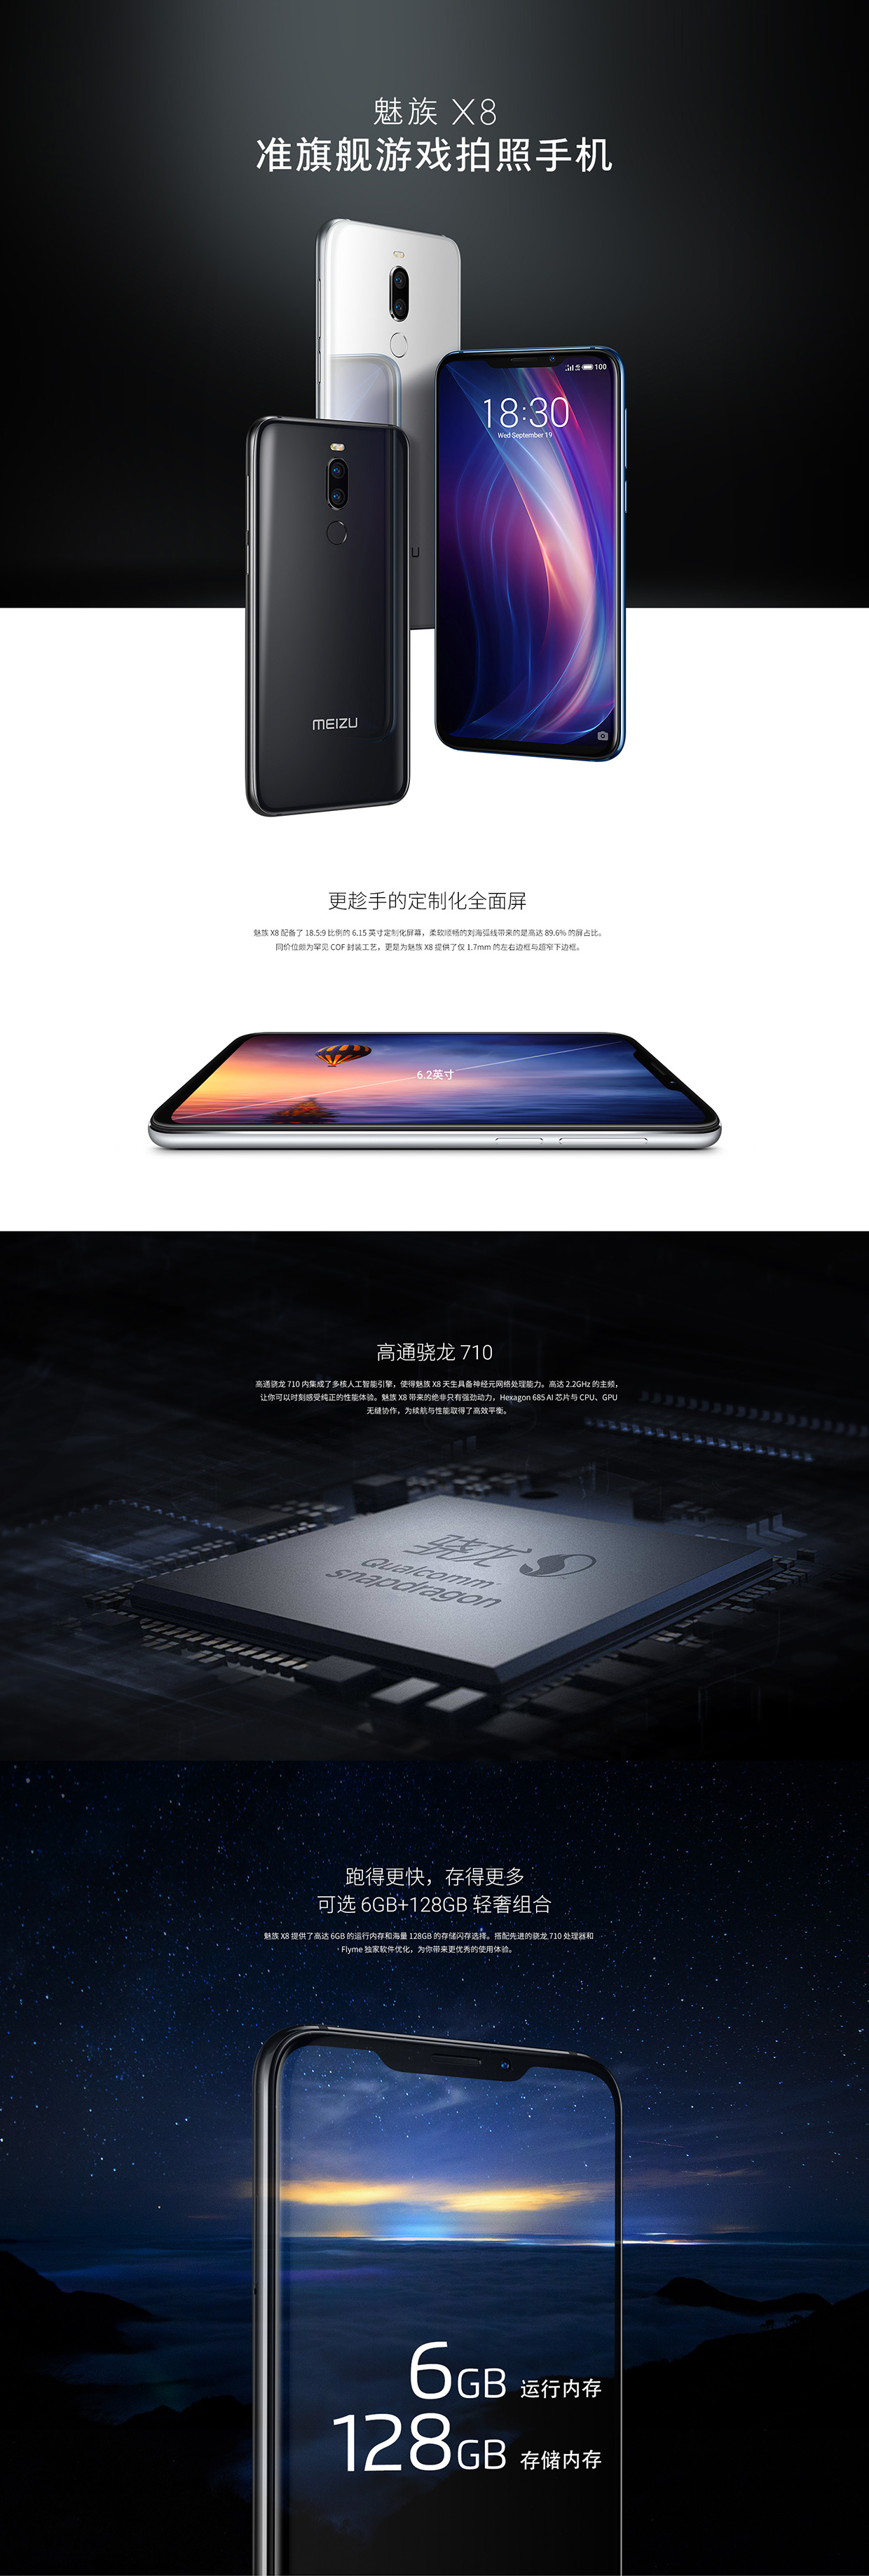 魅族 X8
准旗舰游戏拍照手机
100
18:30
Wed September 19
U
MEIZU
更趁手的定制化全面屏
魅族 X8 配备了 18.5:9 比例的 6.15 英寸定制化屏幕，柔软顺畅的刘海弧线带来的是高达 89.6% 的屏占比。
同价位颇为罕见 COF 封装工艺，更是为魅族 X8 提供了仅 1.7mm 的左右边框与超窄下边框。
6.2英寸
高通骁龙 710
高通骁龙 710 内集成了多核人工智能引擎，使得魅族 X8 天生具备神经元网络处理能力。高达 2.2GHz 的主频，
让你可以时刻感受纯正的性能体验。魅族 X8 带来的绝非只有强劲动力，Hexagon 685 AI 芯片与 CPU、GPU
无缝协作，为续航与性能取得了高效平衡。
骁龙
Qualcomm
snapdragon
跑得更快，存得更多
可选 6GB+128GB 轻奢组合
魅族 X8 提供了高达 6GB 的运行内存和海量 128GB 的存储闪存选择。搭配先进的骁龙 710 处理器和
Flyme 独家软件优化，为你带来更优秀的使用体验。
6GB 运行内存
128GB 存储内存